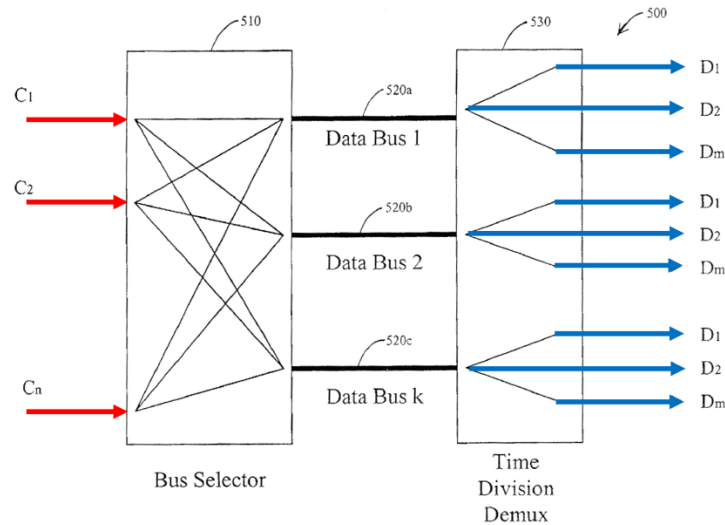 510
530
500
C1
C2
Cn
520a
Data Bus 1
520b
Data Bus 2
520c
Data Bus k
D1
D2
Dm
D1
D2
Dm
D1
D2
Dm
Bus Selector
Time
Division
Demux